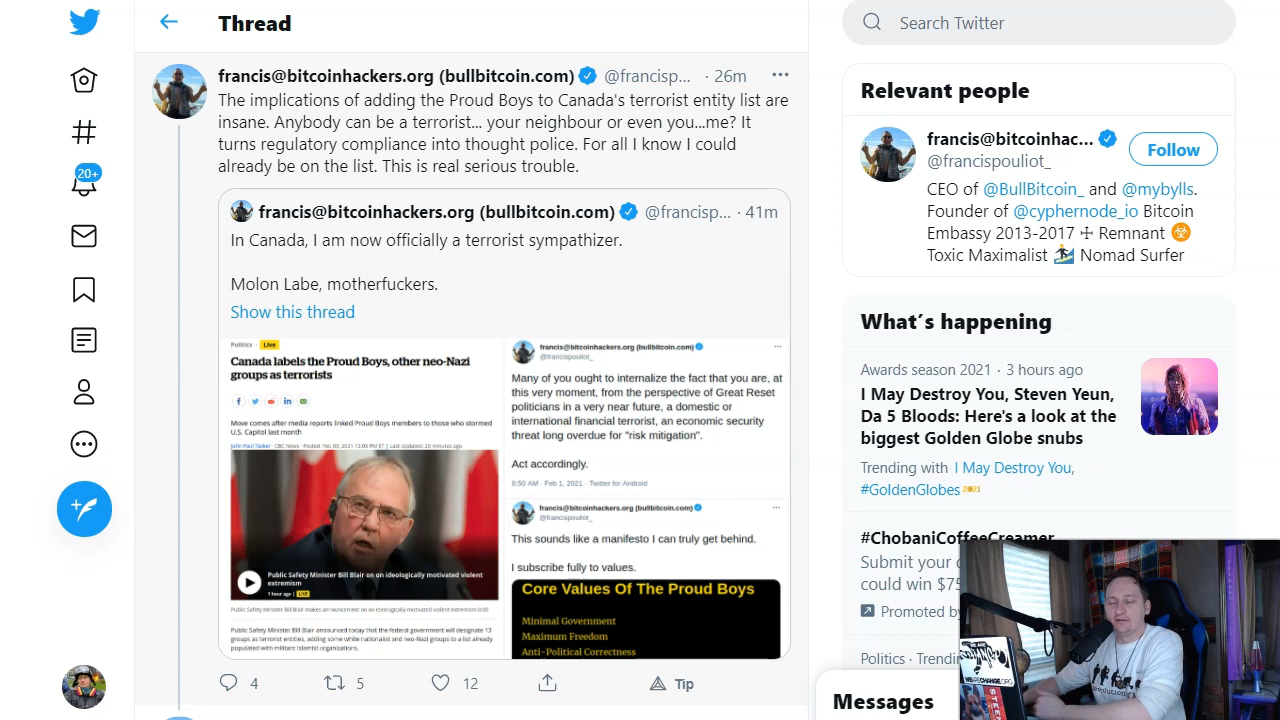 Thread
francis@bitcoinhackers.org (bullbitcoin.com) @francisp... · 26m
The implications of adding the Proud Boys to Canada's terrorist entity list are
insane. Anybody can be a terrorist... your neighbour or even you...me? It
turns regulatory compliance into thought police. For all I know I could
already be on the list. This is real serious trouble.
francis@bitcoinhackers.org (bullbitcoin.com) @francisp... · 41m
In Canada, I am now officially a terrorist sympathizer.
Molon Labe, motherfuckers.
Show this thread
Politics · Live
Canada labels the Proud Boys, other neo-Nazi
groups as terrorists
Move comes after media reports linked Proud Boys members to those who stormed
U.S. Capitol last month
John Paul Tasker · CBC News · Posted: Feb 03, 2021 12:05 PM ET | Last Updated: 20 minutes ago
Public Safety Minister Bill Blair on on ideologically motivated violent
extremism
1 hour ago | LIVE
Public Safety Minister Bill Blair makes announcement on on ideologically motivated violent extremism 0:00
Public Safety Minister Bill Blair announced today that the federal government will designate 13
groups as terrorist entities, adding some white nationalist and neo-Nazi groups to a list already
populated with militant Islamist organizations.
francis@bitcoinhackers.org (bullbitcoin.com)
@francispouliot_
Many of you ought to internalize the fact that you are, at
this very moment, from the perspective of Great Reset
politicians in a very near future, a domestic or
international financial terrorist, an economic security
threat long overdue for "risk mitigation".
Act accordingly.
9:50 AM · Feb 1, 2021 · Twitter for Android
francis@bitcoinhackers.org (bullbitcoin.com)
@francispouliot_
This sounds like a manifesto I can truly get behind.
I subscribe fully to values.
Core Values Of The Proud Boys
Minimal Government
Maximum Freedom
Anti-Political Correctness
4
5
12
Tip
20+
Search Twitter
Relevant people
francis@bitcoinhac...
@francispouliot_
Follow
CEO of @BullBitcoin_ and @mybylls.
Founder of @cyphernode_io Bitcoin
Embassy 2013-2017 ☩ Remnant ☣
Toxic Maximalist 🏄 Nomad Surfer
What's happening
Awards season 2021 · 3 hours ago
I May Destroy You, Steven Yeun,
Da 5 Bloods: Here's a look at the
biggest Golden Globe snubs
Trending with I May Destroy You,
#GoldenGlobes
#ChobaniCoffeeCreamer
Submit your
could win $75
Promoted by
Politics · Trendin
Messages
WEARECHANGE.ORG